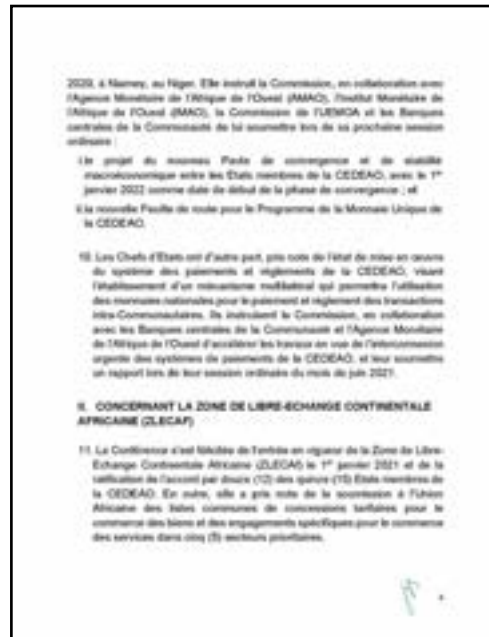 2020, à Niamey, au Niger. Elle instruit la Commission, en collaboration avec
l'Agence Monétaire de l'Afrique de l'Ouest (AMAO), l'Institut Monétaire de
l'Afrique de l'Ouest (IMAO), la Commission de l'UEMOA et les Banques
centrales de la Communauté de lui soumettre lors de sa prochaine session
ordinaire :
i.le projet du nouveau Pacte de convergence et de stabilité
macroéconomique entre les Etats membres de la CEDEAO, avec le 1er
janvier 2022 comme date de début de la phase de convergence ; et
ii.la nouvelle Feuille de route pour le Programme de la Monnaie Unique de
la CEDEAO.
10. Les Chefs d'Etats ont d'autre part, pris note de l'état de mise en œuvre
du système des paiements et règlements de la CEDEAO, visant
l'établissement d'un mécanisme multilatéral qui permettra l'utilisation
des monnaies nationales pour le paiement et règlement des transactions
intra-Communautaires. Ils instruisent la Commission, en collaboration
avec les Banques centrales de la Communauté et l'Agence Monétaire
de l'Afrique de l'Ouest d'accélérer les travaux en vue de l'interconnexion
urgente des systèmes de paiements de la CEDEAO, et leur soumettre
un rapport lors de leur session ordinaire du mois de juin 2021.
II. CONCERNANT LA ZONE DE LIBRE-ECHANGE CONTINENTALE
AFRICAINE (ZLECAF)
11. La Conférence s'est félicitée de l'entrée en vigueur de la Zone de Libre-
Echange Continentale Africaine (ZLECAf) le 1er janvier 2021 et de la
ratification de l'accord par douze (12) des quinze (15) Etats membres de
la CEDEAO. En outre, elle a pris note de la soumission à l'Union
Africaine des listes communes de concessions tarifaires pour le
commerce des biens et des engagements spécifiques pour le commerce
des services dans cinq (5) secteurs prioritaires.